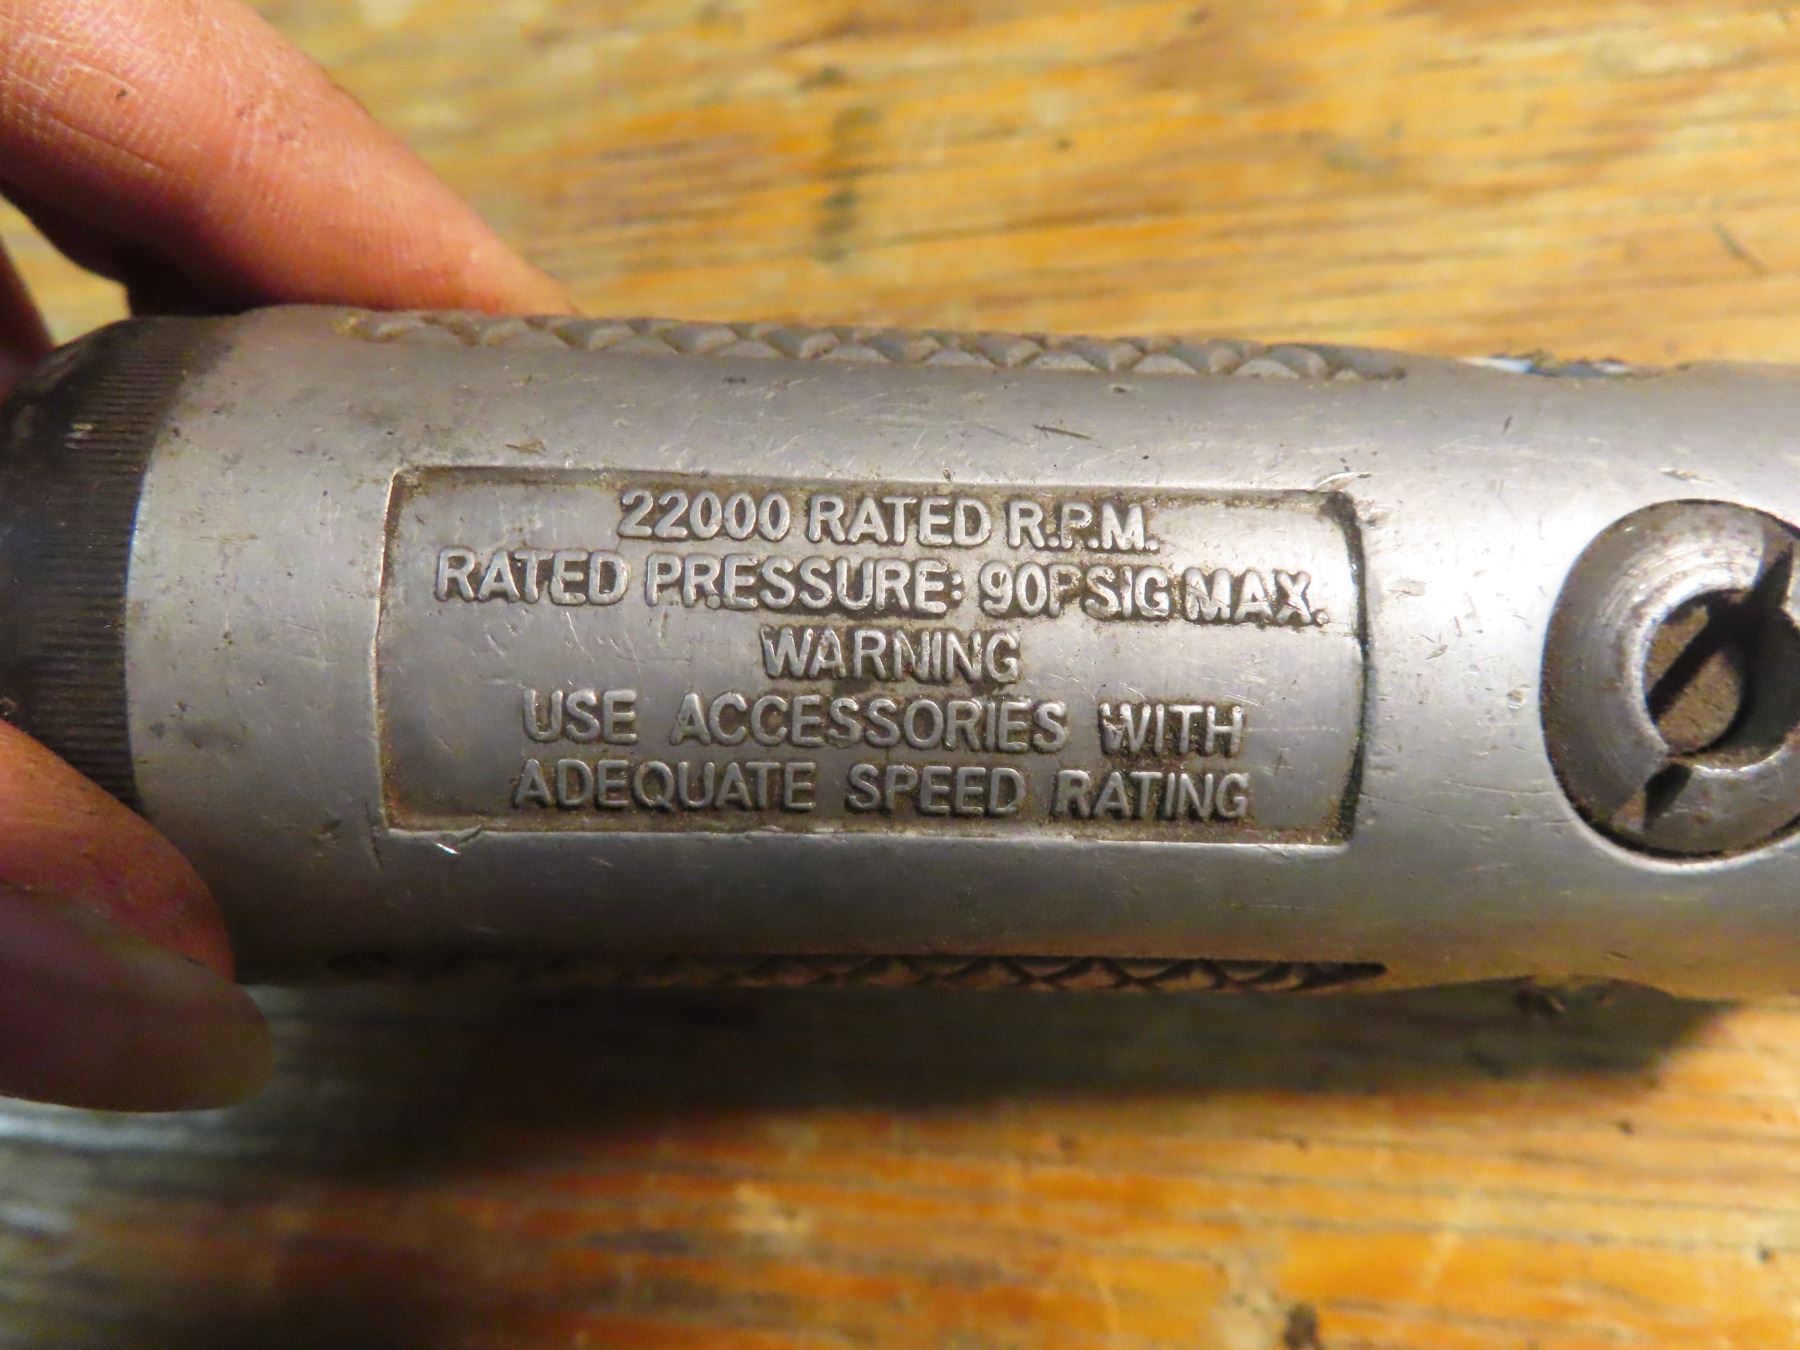 22000 RATED R.P.M.
RATED PRESSURE: 90PSIG MAX.
WARNING
USE ACCESSORIES WITH
ADEQUATE SPEED RATING